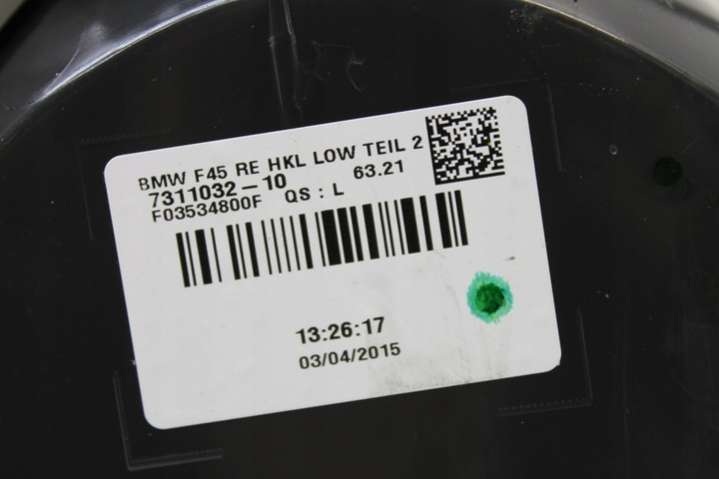 BMW F45 RE HKL LOW TEIL 2
7311032-10 63.21
F03534800F QS : L
13:26:17
03/04/2015